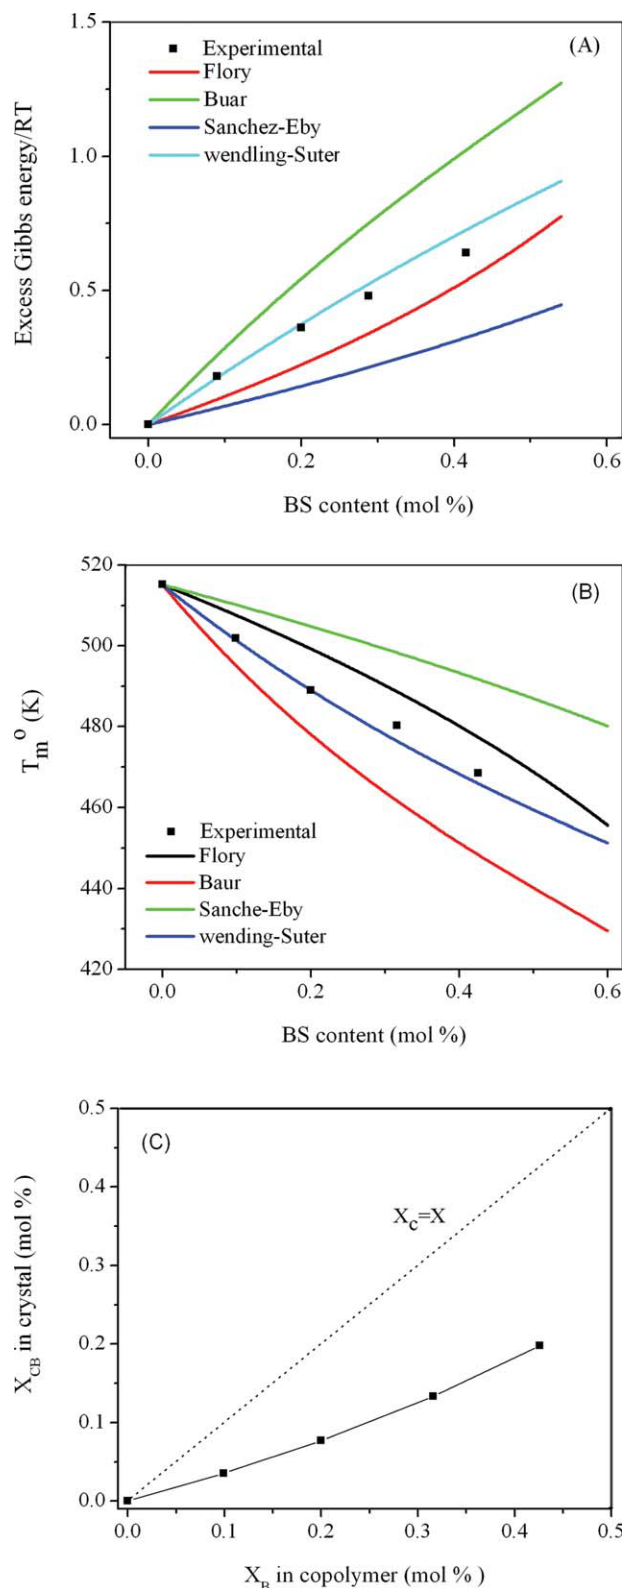 1.5
1.0
0.5
0.0
Excess Gibbs energy/RT
(A)
Experimental
Flory
Buar
Sanchez-Eby
wendling-Suter
0.0 0.2 0.4 0.6
BS content (mol %)
520
500
480
460
440
420
Tmº (K)
(B)
Experimental
Flory
Baur
Sanche-Eby
wending-Suter
0.0 0.2 0.4 0.6
BS content (mol %)
0.5
0.4
0.3
0.2
0.1
0.0
XCB in crystal (mol % )
(C)
Xc=X
0.0 0.1 0.2 0.3 0.4 0.5
XB in copolymer (mol % )